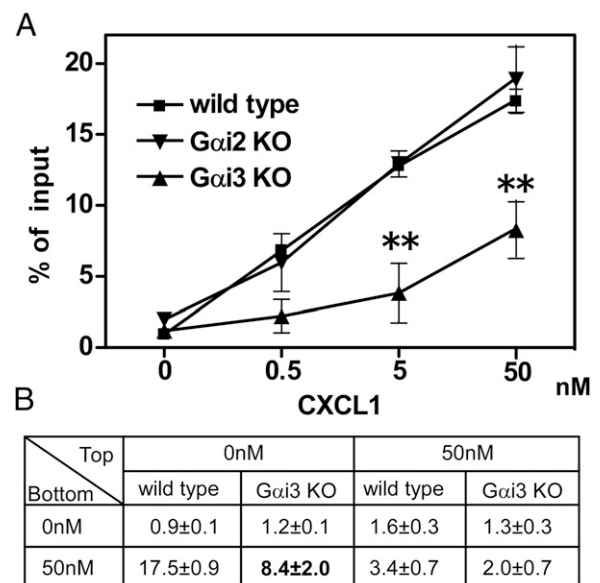 A
20
15
10
5
0
% of input
wild type
Gαi2 KO
Gαi3 KO
**
**
0 0.5 5 50 nM
CXCL1
B
Top 0nM 50nM
Bottom wild type Gαi3 KO wild type Gαi3 KO
0nM 0.9±0.1 1.2±0.1 1.6±0.3 1.3±0.3
50nM 17.5±0.9 8.4±2.0 3.4±0.7 2.0±0.7